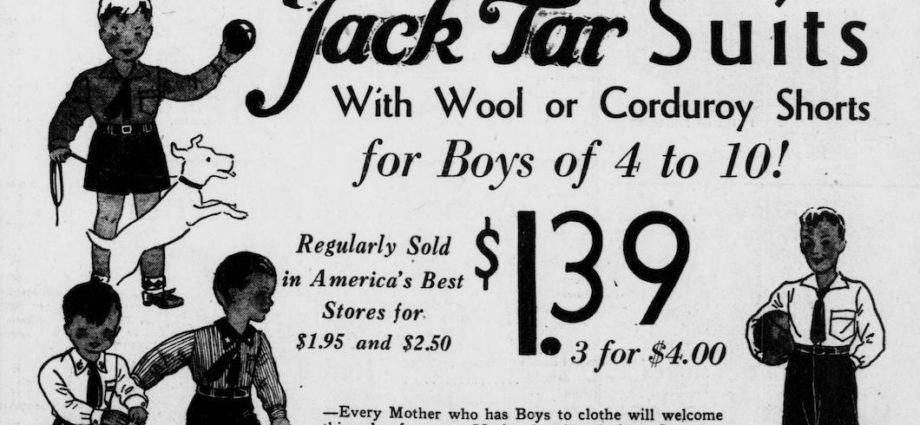 Jack Tar Suits
With Wool or Corduroy Shorts
for Boys of 4 to 10!
Regularly Sold
in America's Best
Stores for
$1.95 and $2.50
$1.39
3 for $4.00
—Every Mother who has Boys to clothe will welcome